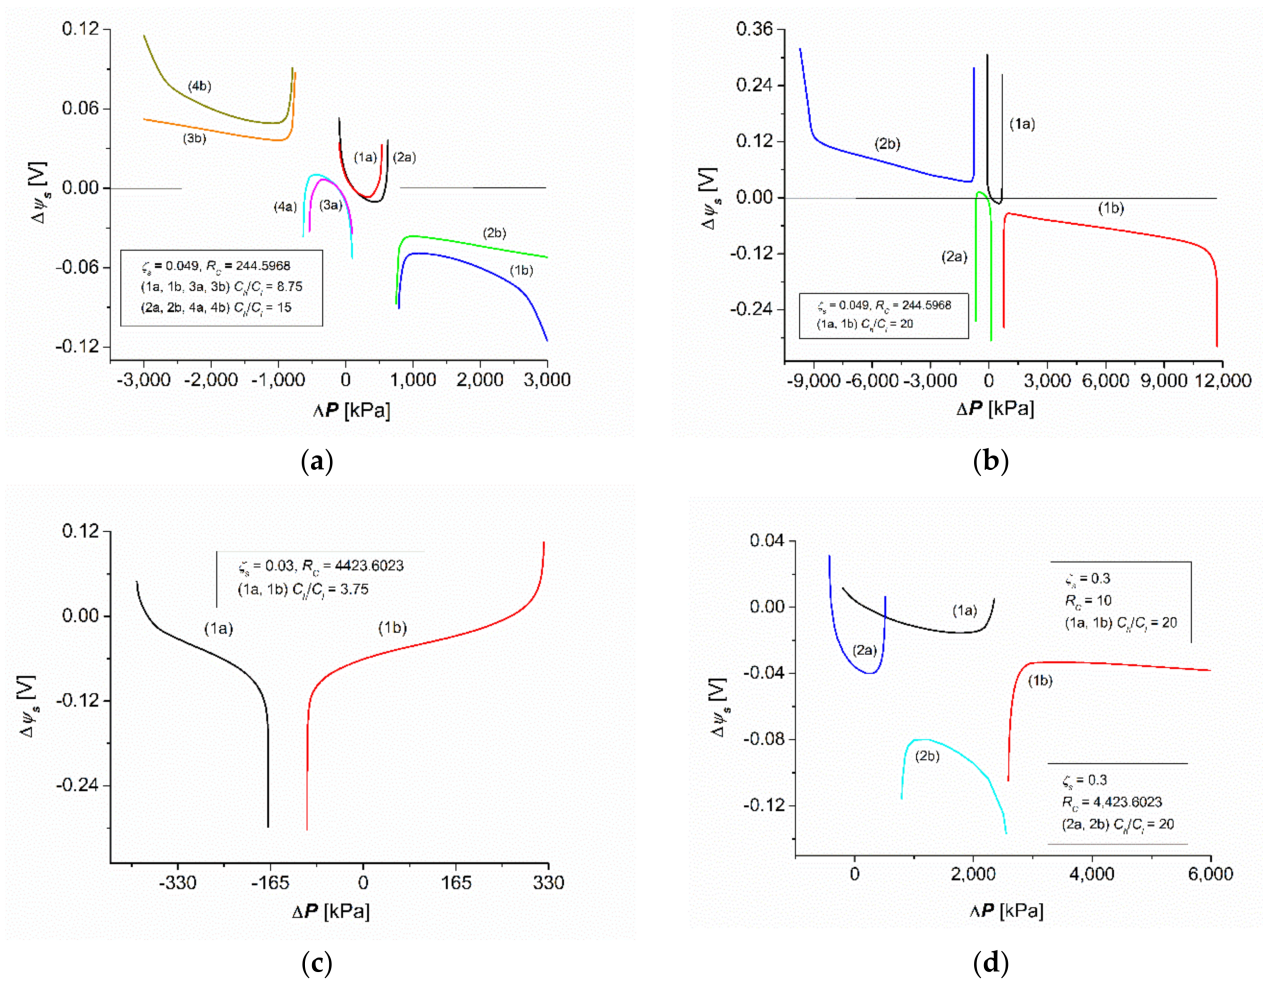 0.12
0.06
0.00
-0.06
-0.12
Δψs [V]
(4b)
(3b)
(1a)
(2a)
(4a)
(3a)
(2b)
(1b)
ζs = 0.049, RC = 244.5968
(1a, 1b, 3a, 3b) Ch/Cl = 8.75
(2a, 2b, 4a, 4b) Ch/Cl = 15
-3,000 -2,000 -1,000 0 1,000 2,000 3,000
ΔP [kPa]
(a)
0.36
0.24
0.12
0.00
-0.12
-0.24
Δψs [V]
(1a)
(2b)
(1b)
(2a)
ζs = 0.049, RC = 244.5968
(1a, 1b) Ch/Cl = 20
-9,000 -6,000 -3,000 0 3,000 6,000 9,000 12,000
ΔP [kPa]
(b)
0.12
0.00
-0.12
-0.24
Δψs [V]
ζs = 0.03, RC = 4423.6023
(1a, 1b) Ch/Cl = 3.75
(1a)
(1b)
-330 -165 0 165 330
ΔP [kPa]
(c)
0.04
0.00
-0.04
-0.08
-0.12
Δψs [V]
ζs = 0.3
RC = 10
(1a, 1b) Ch/Cl = 20
(1a)
(2a)
(1b)
(2b)
ζs = 0.3
RC = 4,423.6023
(2a, 2b) Ch/Cl = 20
0 2,000 4,000 6,000
ΔP [kPa]
(d)